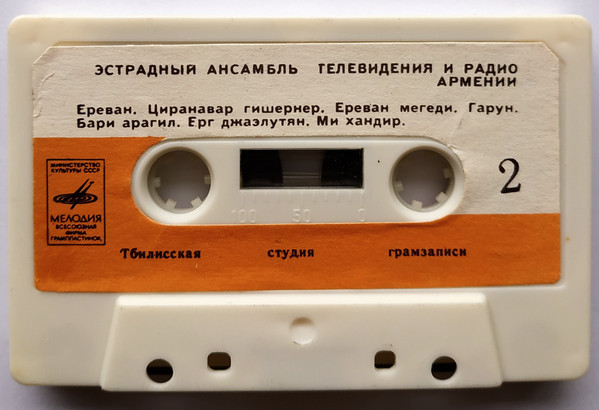 ЭСТРАДНЫЙ АНСАМБЛЬ ТЕЛЕВИДЕНИЯ И РАДИО
АРМЕНИИ
Ереван. Циранавар гишернер. Ереван мегеди. Гарун.
Бари арагил. Ерг джаэлутян. Ми хандир.
МИНИСТЕРСТВО
КУЛЬТУРЫ СССР
МЕЛОДИЯ
ВСЕСОЮЗНАЯ
ФИРМА
ГРАМПЛАСТИНОК
2
100 50 0
Тбилисская студия грамзаписи